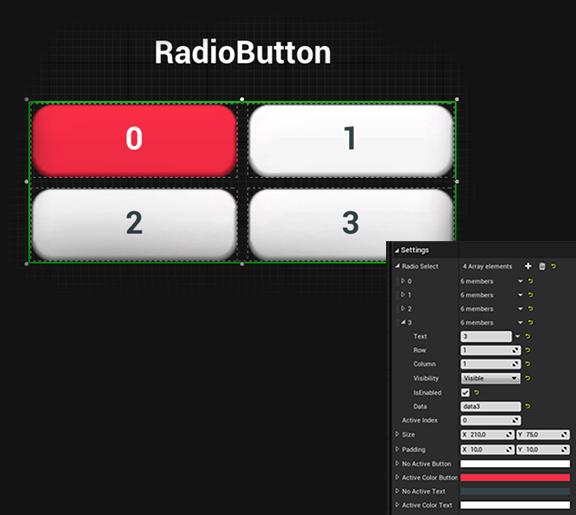 RadioButton
0 1
2 3
Settings
Radio Select 4 Array elements
0 6 members
1 6 members
2 6 members
3 6 members
Text 3
Row 1
Column 1
Visibility Visible
IsEnabled
Data data3
Active Index 0
Size X 210,0 Y 75,0
Padding X 10,0 Y 10,0
No Active Button
Active Color Button
No Active Text
Active Color Text